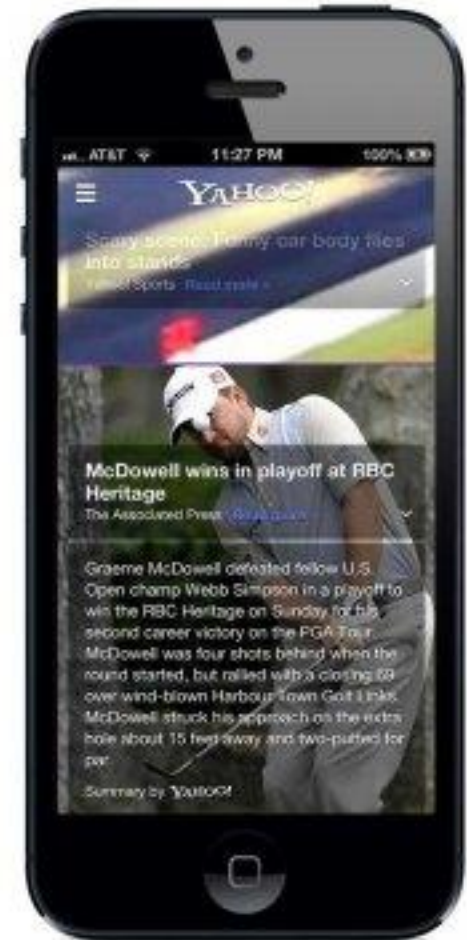 AT&T 11:27 PM 100%
YAHOO!
Scary scene: Funny car body flies
into stands
Yahoo! Sports Read more »
McDowell wins in playoff at RBC
Heritage
The Associated Press Read more »
Graeme McDowell defeated fellow U.S.
Open champ Webb Simpson in a playoff to
win the RBC Heritage on Sunday for his
second career victory on the PGA Tour.
McDowell was four shots behind when the
round started, but rallied with a closing 69
over wind-blown Harbour Town Golf Links.
McDowell struck his approach on the extra
hole about 15 feet away and two-putted for
par.
Summary by YAHOO!